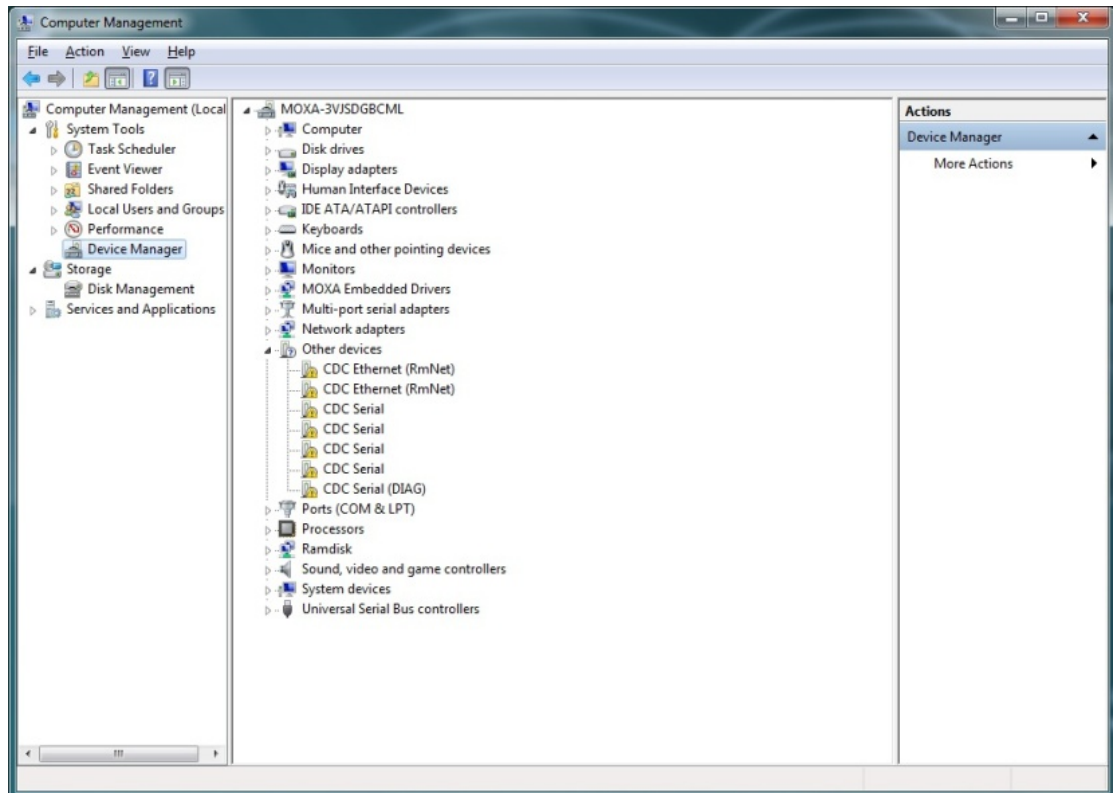 Computer Management
File Action View Help
Computer Management (Local
System Tools
Task Scheduler
Event Viewer
Shared Folders
Local Users and Groups
Performance
Device Manager
Storage
Disk Management
Services and Applications
MOXA-3VJSDGBCML
Computer
Disk drives
Display adapters
Human Interface Devices
IDE ATA/ATAPI controllers
Keyboards
Mice and other pointing devices
Monitors
MOXA Embedded Drivers
Multi-port serial adapters
Network adapters
Other devices
CDC Ethernet (RmNet)
CDC Ethernet (RmNet)
CDC Serial
CDC Serial
CDC Serial
CDC Serial
CDC Serial (DIAG)
Ports (COM & LPT)
Processors
Ramdisk
Sound, video and game controllers
System devices
Universal Serial Bus controllers
Actions
Device Manager
More Actions